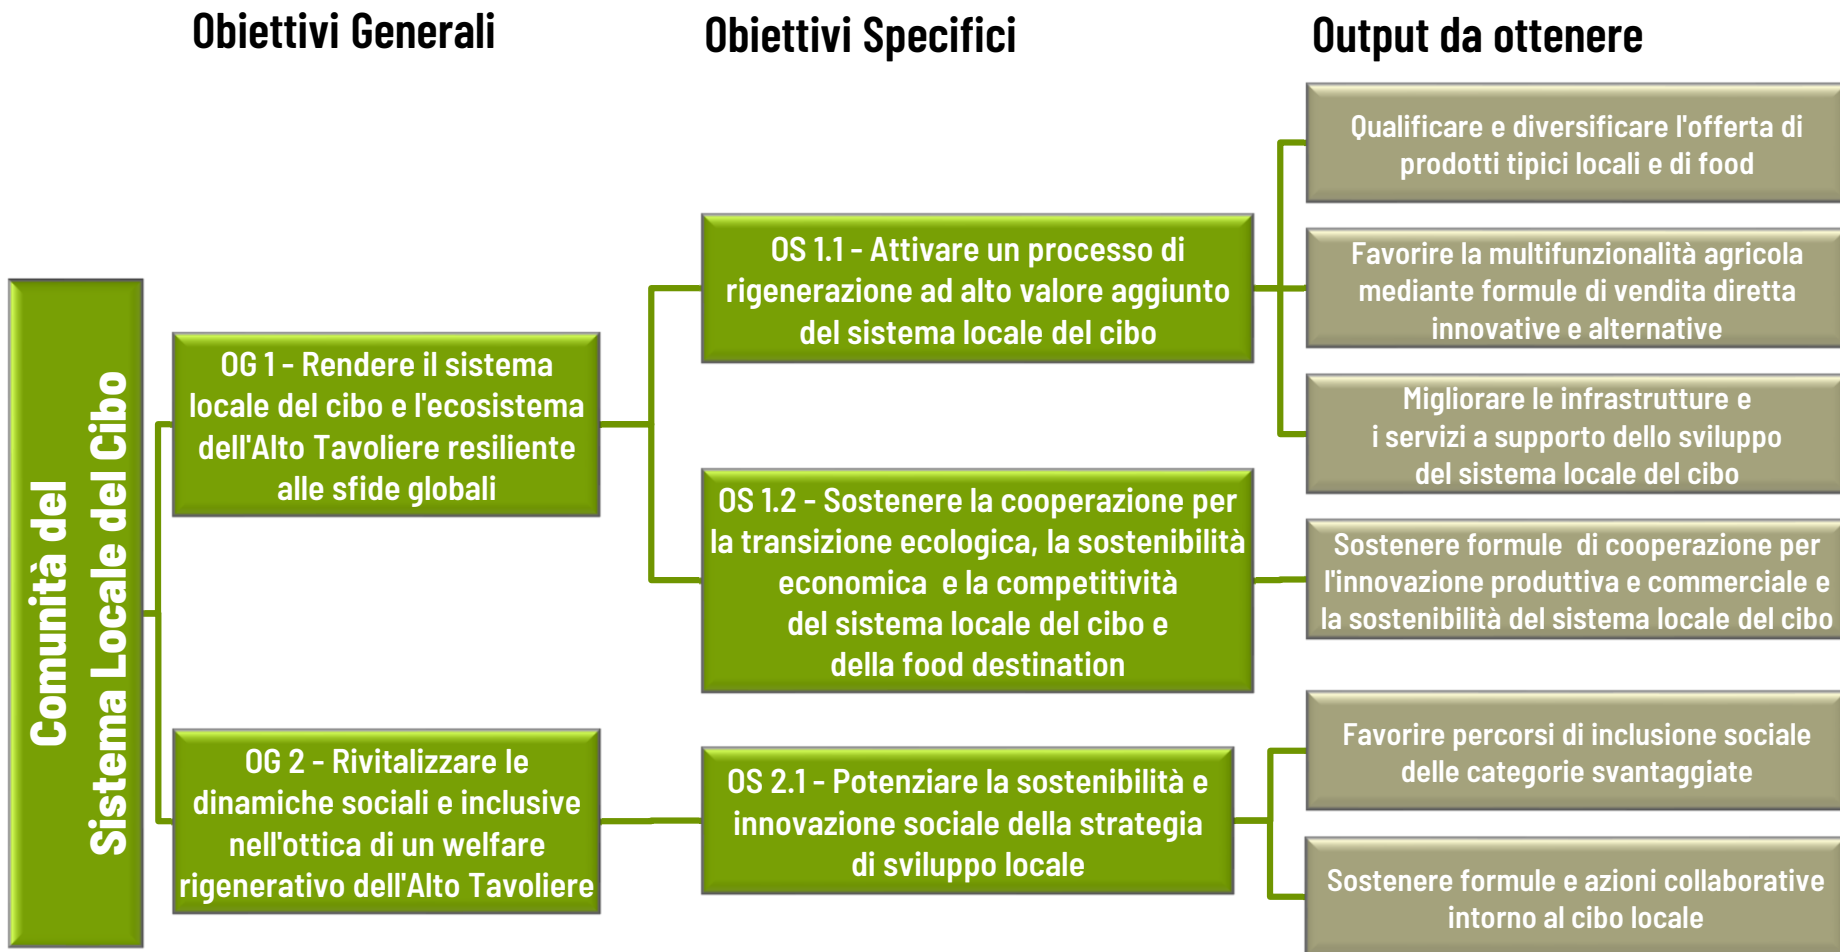 Obiettivi Generali
Obiettivi Specifici
Output da ottenere
Comunità del
Sistema Locale del Cibo
OG 1 - Rendere il sistema
locale del cibo e l'ecosistema
dell'Alto Tavoliere resiliente
alle sfide globali
OS 1.1 - Attivare un processo di
rigenerazione ad alto valore aggiunto
del sistema locale del cibo
Qualificare e diversificare l'offerta di
prodotti tipici locali e di food
Favorire la multifunzionalità agricola
mediante formule di vendita diretta
innovative e alternative
Migliorare le infrastrutture e
i servizi a supporto dello sviluppo
del sistema locale del cibo
OS 1.2 - Sostenere la cooperazione per
la transizione ecologica, la sostenibilità
economica e la competitività
del sistema locale del cibo e
della food destination
Sostenere formule di cooperazione per
l'innovazione produttiva e commerciale e
la sostenibilità del sistema locale del cibo
OG 2 - Rivitalizzare le
dinamiche sociali e inclusive
nell'ottica di un welfare
rigenerativo dell'Alto Tavoliere
OS 2.1 - Potenziare la sostenibilità e
innovazione sociale della strategia
di sviluppo locale
Favorire percorsi di inclusione sociale
delle categorie svantaggiate
Sostenere formule e azioni collaborative
intorno al cibo locale